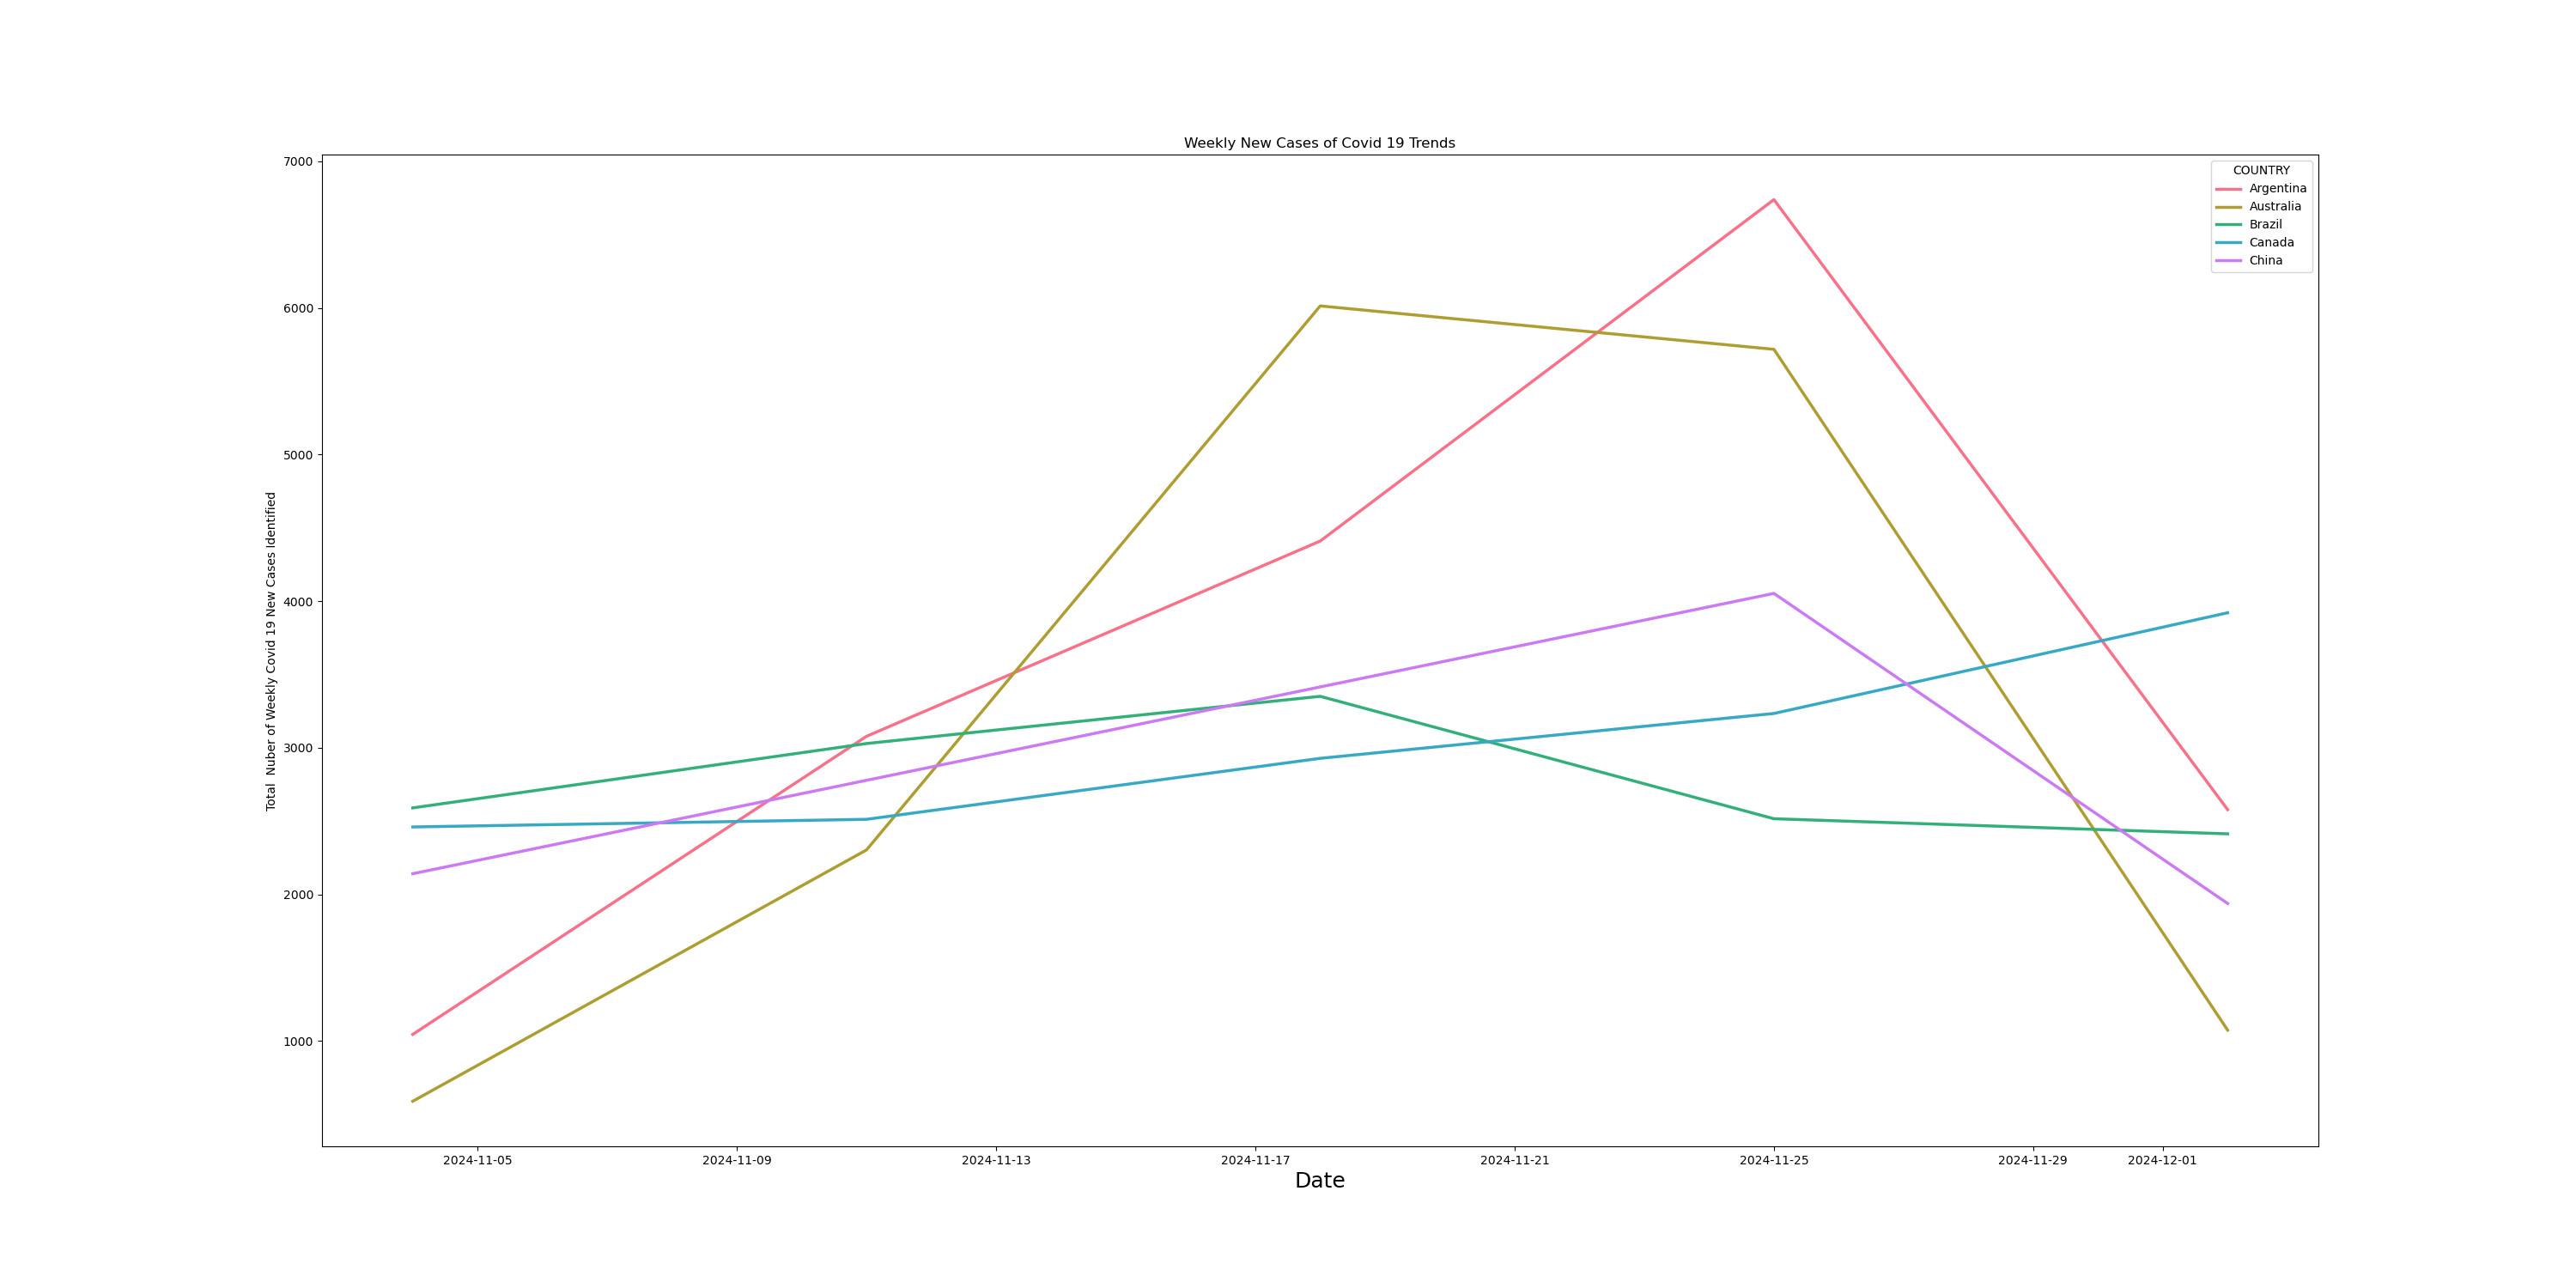 Weekly New Cases of Covid 19 Trends
7000
6000
5000
4000
3000
2000
1000
Total  Nuber of Weekly Covid 19 New Cases Identified
COUNTRY
Argentina
Australia
Brazil
Canada
China
2024-11-05 2024-11-09 2024-11-13 2024-11-17 2024-11-21 2024-11-25 2024-11-29 2024-12-01
Date